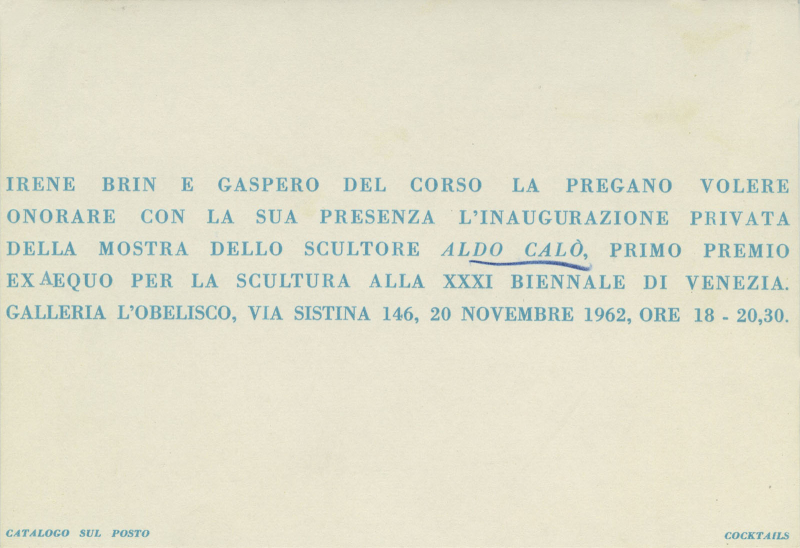 IRENE BRIN E GASPERO DEL CORSO LA PREGANO VOLERE
ONORARE CON LA SUA PRESENZA L'INAUGURAZIONE PRIVATA
DELLA MOSTRA DELLO SCULTORE ALDO CALÒ, PRIMO PREMIO
EX AEQUO PER LA SCULTURA ALLA XXXI BIENNALE DI VENEZIA.
GALLERIA L'OBELISCO, VIA SISTINA 146, 20 NOVEMBRE 1962, ORE 18 - 20,30.
CATALOGO SUL POSTO
COCKTAILS